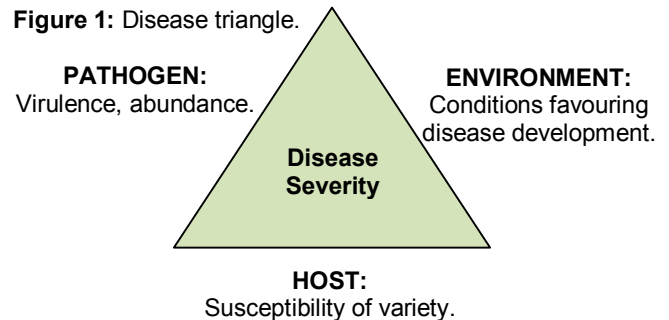 Figure 1: Disease triangle.
PATHOGEN:
Virulence, abundance.
ENVIRONMENT:
Conditions favouring
disease development.
Disease
Severity
HOST:
Susceptibility of variety.